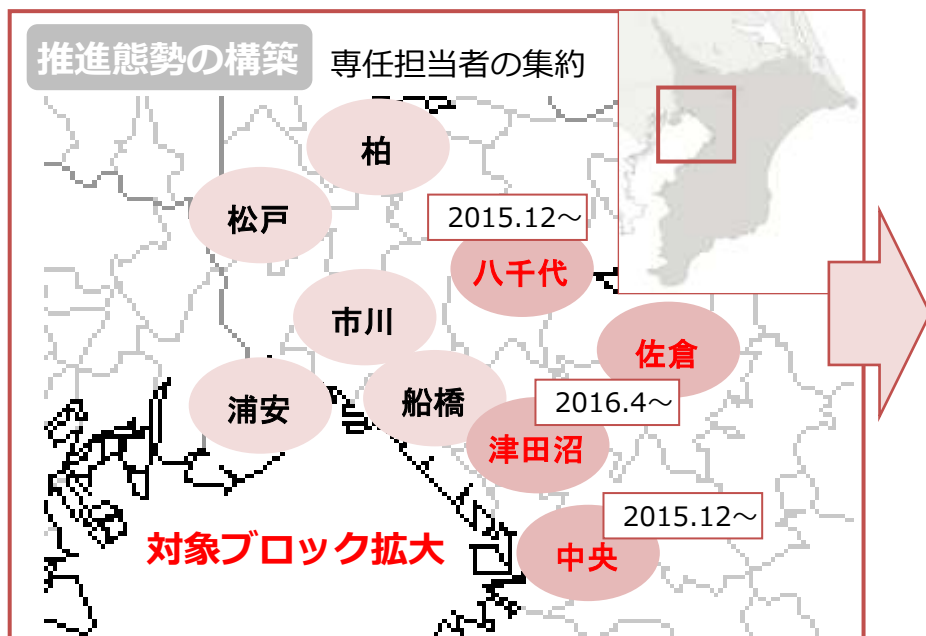 推進態勢の構築
専任担当者の集約
柏
松戸
2015.12～
八千代
市川
佐倉
浦安
船橋
2016.4～
津田沼
2015.12～
中央
対象ブロック拡大